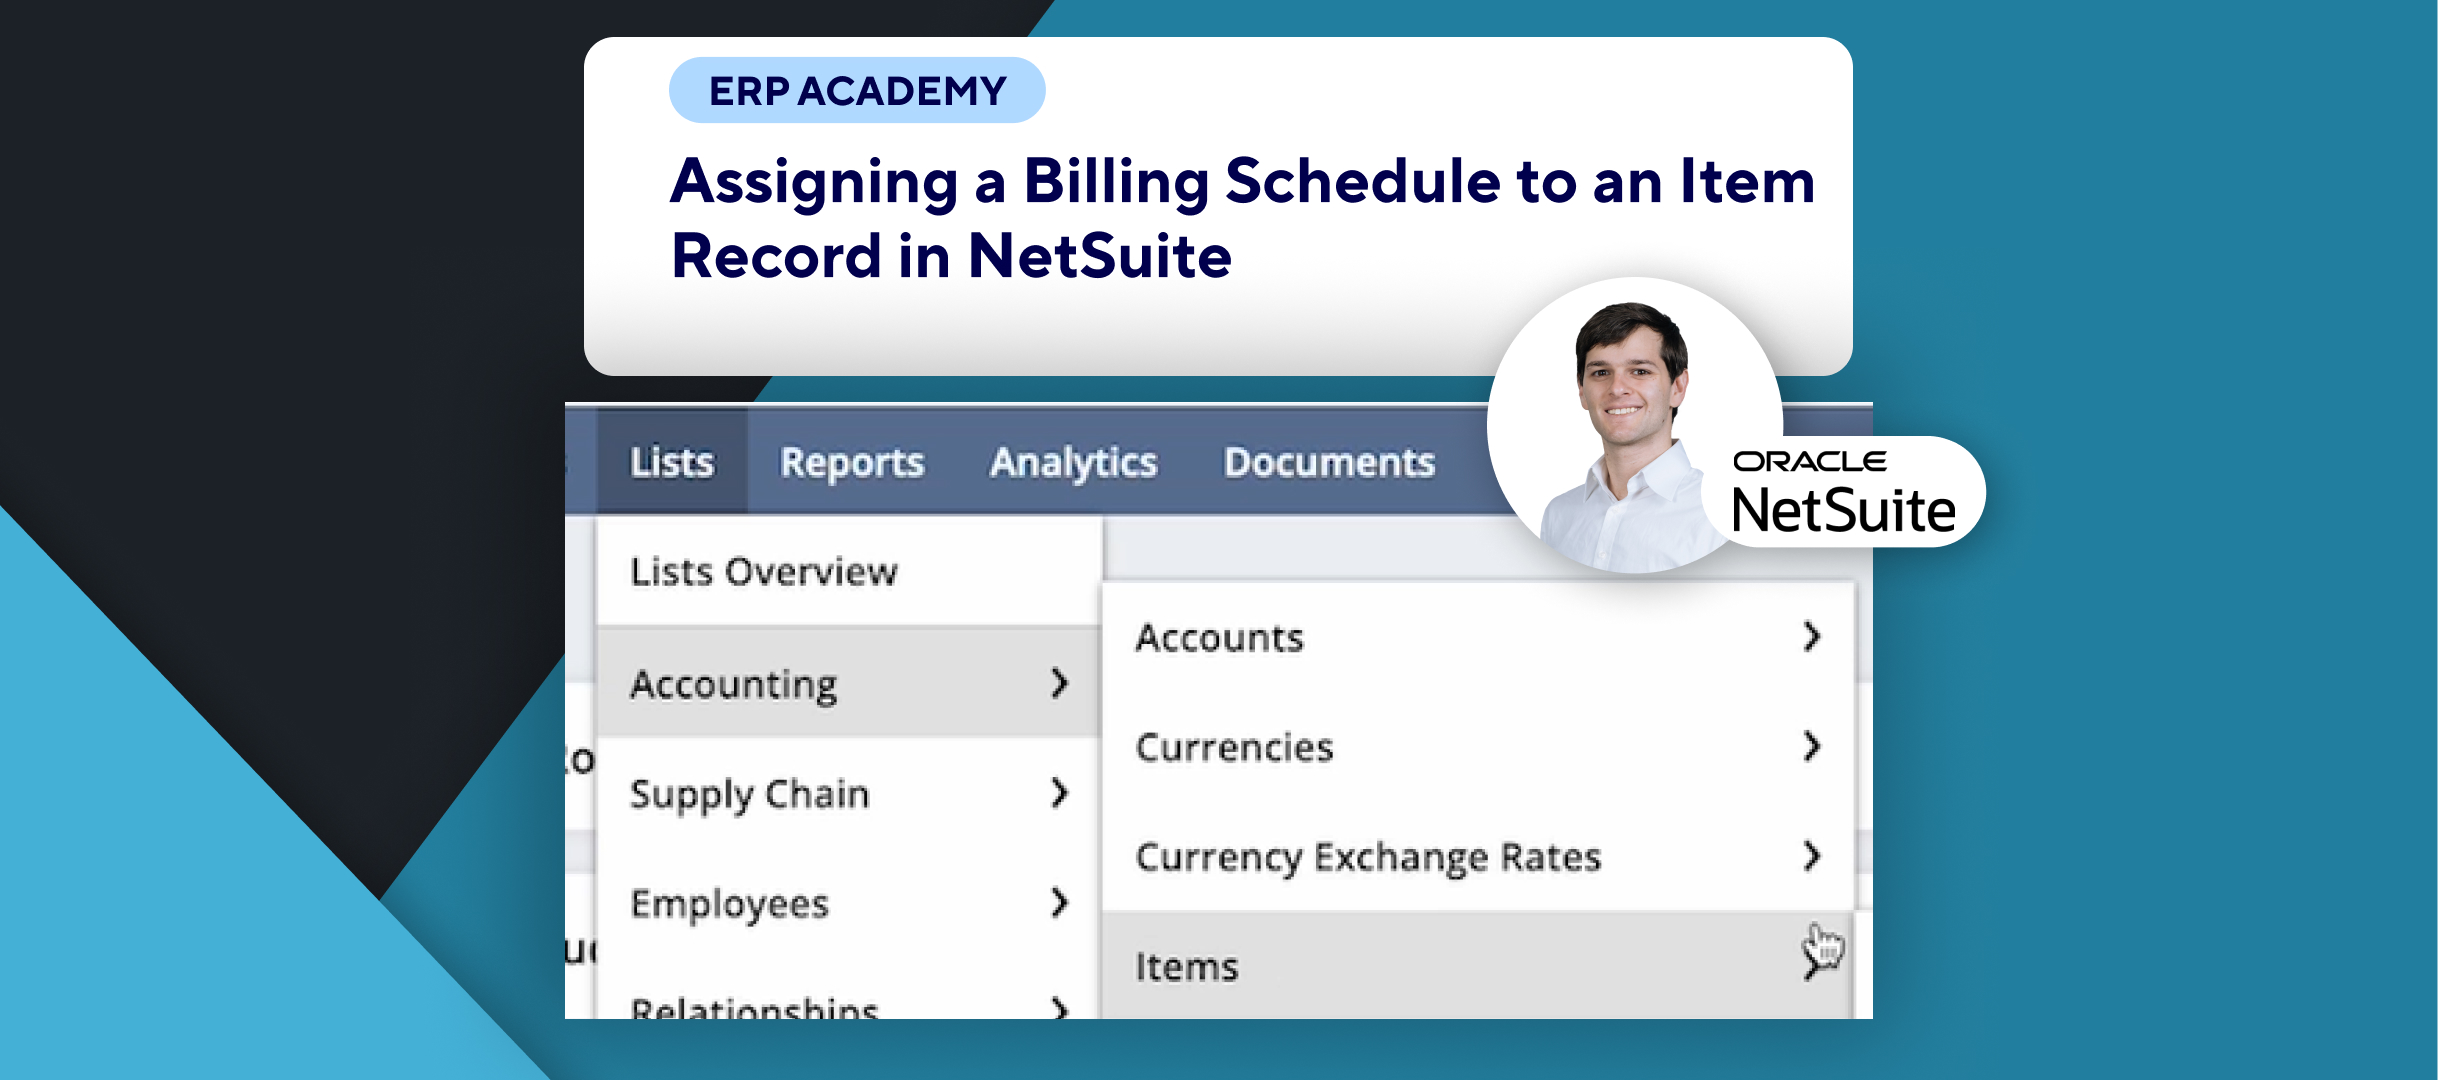 ERP ACADEMY
Assigning a Billing Schedule to an Item
Record in NetSuite
ORACLE
NetSuite
Lists Reports Analytics Documents
Lists Overview
Accounting
Supply Chain
Employees
Relationships
Accounts
Currencies
Currency Exchange Rates
Items